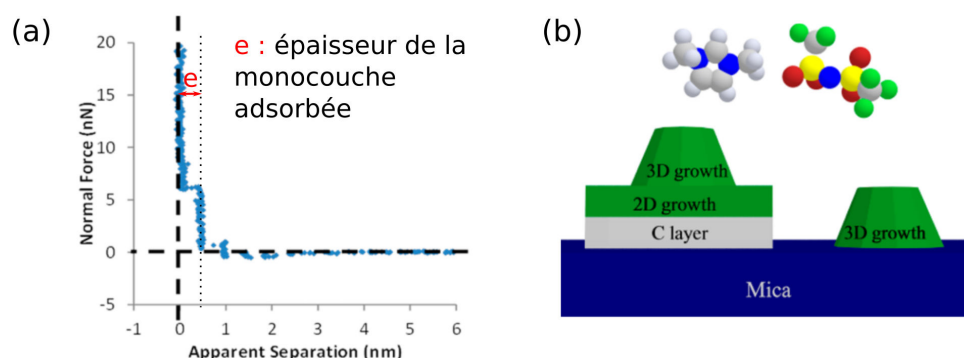 (a)
20
15
10
5
0
-5
Normal Force (nN)
e
e : épaisseur de la
monocouche
adsorbée
-1 0 1 2 3 4 5 6
Apparent Separation (nm)
(b)
3D growth
2D growth
C layer
3D growth
Mica